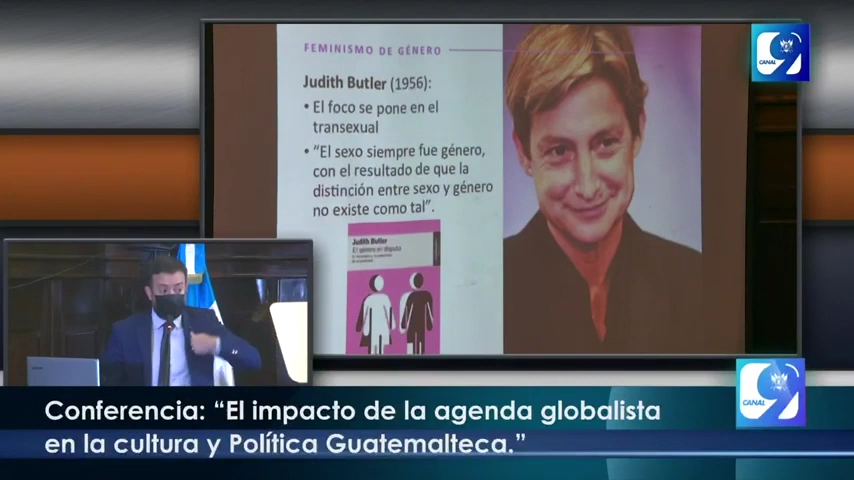 FEMINISMO DE GÉNERO
Judith Butler (1956):
• El foco se pone en el
transexual
• “El sexo siempre fue género,
con el resultado de que la
distinción entre sexo y género
no existe como tal”.
Judith Butler
El género en disputa
CANAL 9
CANAL 9
Conferencia: “El impacto de la agenda globalista
en la cultura y Política Guatemalteca.”